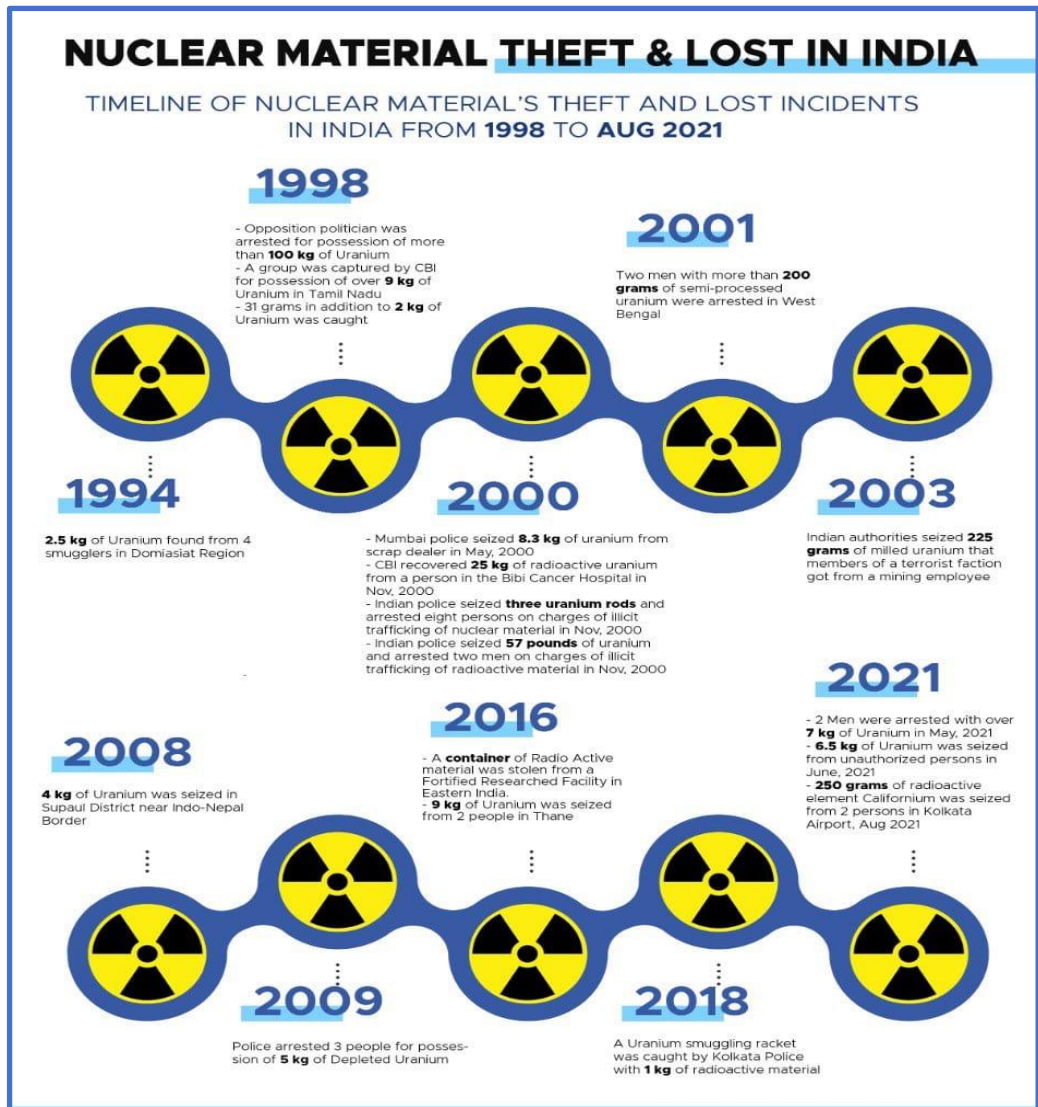 NUCLEAR MATERIAL THEFT & LOST IN INDIA
TIMELINE OF NUCLEAR MATERIAL'S THEFT AND LOST INCIDENTS
IN INDIA FROM 1998 TO AUG 2021
1998
- Opposition politician was
arrested for possession of more
than 100 kg of Uranium
- A group was captured by CBI
for possession of over 9 kg of
Uranium in Tamil Nadu
- 31 grams in addition to 2 kg of
Uranium was caught
2001
Two men with more than 200
grams of semi-processed
uranium were arrested in West
Bengal
1994
2.5 kg of Uranium found from 4
smugglers in Domiasiat Region
2000
- Mumbai police seized 8.3 kg of uranium from
scrap dealer in May, 2000
- CBI recovered 25 kg of radioactive uranium
from a person in the Bibi Cancer Hospital in
Nov, 2000
- Indian police seized three uranium rods and
arrested eight persons on charges of illicit
trafficking of nuclear material in Nov, 2000
- Indian police seized 57 pounds of uranium
and arrested two men on charges of illicit
trafficking of radioactive material in Nov, 2000
2003
Indian authorities seized 225
grams of milled uranium that
members of a terrorist faction
got from a mining employee
2008
4 kg of Uranium was seized in
Supaul District near Indo-Nepal
Border
2016
- A container of Radio Active
material was stolen from a
Fortified Researched Facility in
Eastern India.
- 9 kg of Uranium was seized
from 2 people in Thane
2021
- 2 Men were arrested with over
7 kg of Uranium in May, 2021
- 6.5 kg of Uranium was seized
from unauthorized persons in
June, 2021
- 250 grams of radioactive
element Californium was seized
from 2 persons in Kolkata
Airport, Aug 2021
2009
Police arrested 3 people for posses-
sion of 5 kg of Depleted Uranium
2018
A Uranium smuggling racket
was caught by Kolkata Police
with 1 kg of radioactive material